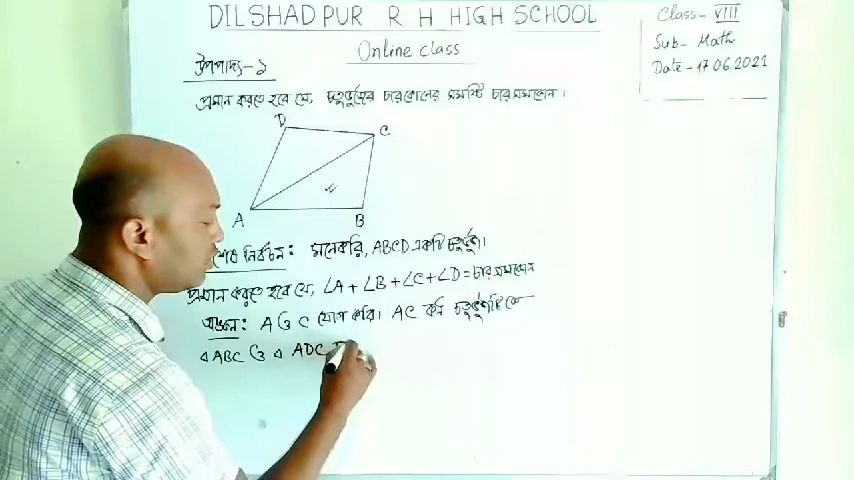 DILSHADPUR R H HIGH SCHOOL
Online class
Class- VIII
Sub- Math
Date- 17.06.2021
উপপাদ্য-১
প্রমান করতে হবে যে, চতুর্ভুজের চারকোনের সমষ্টি চার সমকোন।
D
C
A
B
নির্বচন: মনেকরি, ABCD একটি চতুর্ভুজ।
প্রমান করতে হবে যে, ∠A + ∠B + ∠C + ∠D = চার সমকোন
অঙ্কন: A ও C যোগ করি। AC কর্ন চতুর্ভুজটিকে
△ ABC ও △ ADC